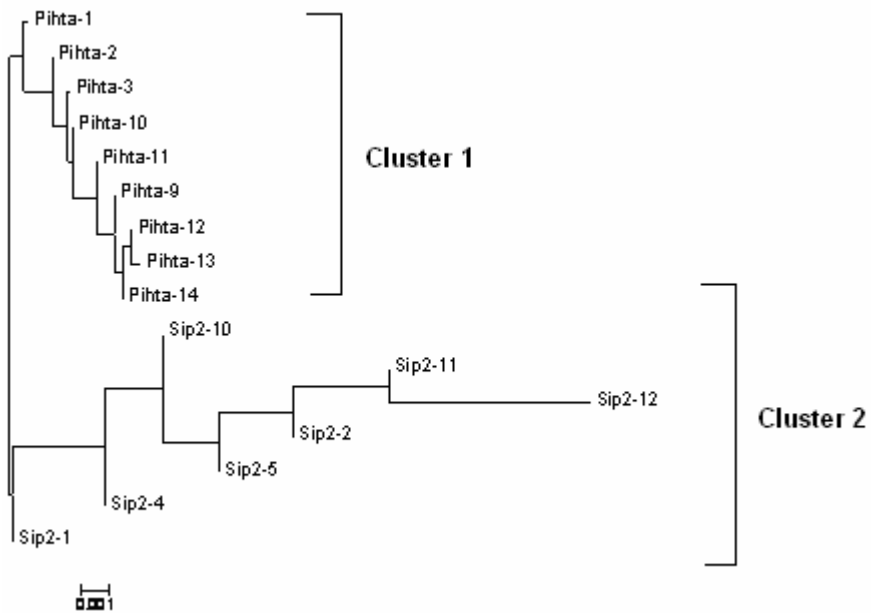 Pihta-1
Pihta-2
Pihta-3
Pihta-10
Pihta-11
Cluster 1
Pihta-9
Pihta-12
Pihta-13
Pihta-14
Sip2-10
Sip2-11
Sip2-12
Cluster 2
Sip2-2
Sip2-5
Sip2-4
Sip2-1